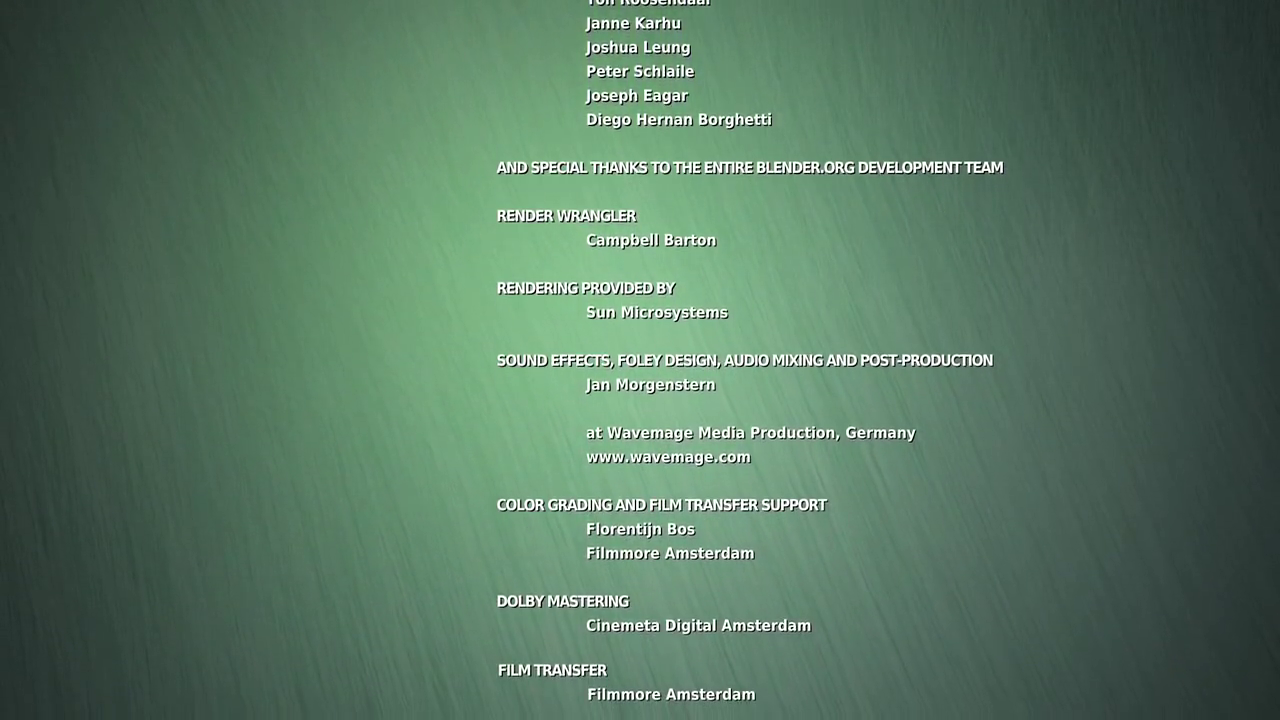 Ton Roosendaal
Janne Karhu
Joshua Leung
Peter Schlaile
Joseph Eagar
Diego Hernan Borghetti
AND SPECIAL THANKS TO THE ENTIRE BLENDER.ORG DEVELOPMENT TEAM
RENDER WRANGLER
Campbell Barton
RENDERING PROVIDED BY
Sun Microsystems
SOUND EFFECTS, FOLEY DESIGN, AUDIO MIXING AND POST-PRODUCTION
Jan Morgenstern
at Wavemage Media Production, Germany
www.wavemage.com
COLOR GRADING AND FILM TRANSFER SUPPORT
Florentijn Bos
Filmmore Amsterdam
DOLBY MASTERING
Cinemeta Digital Amsterdam
FILM TRANSFER
Filmmore Amsterdam